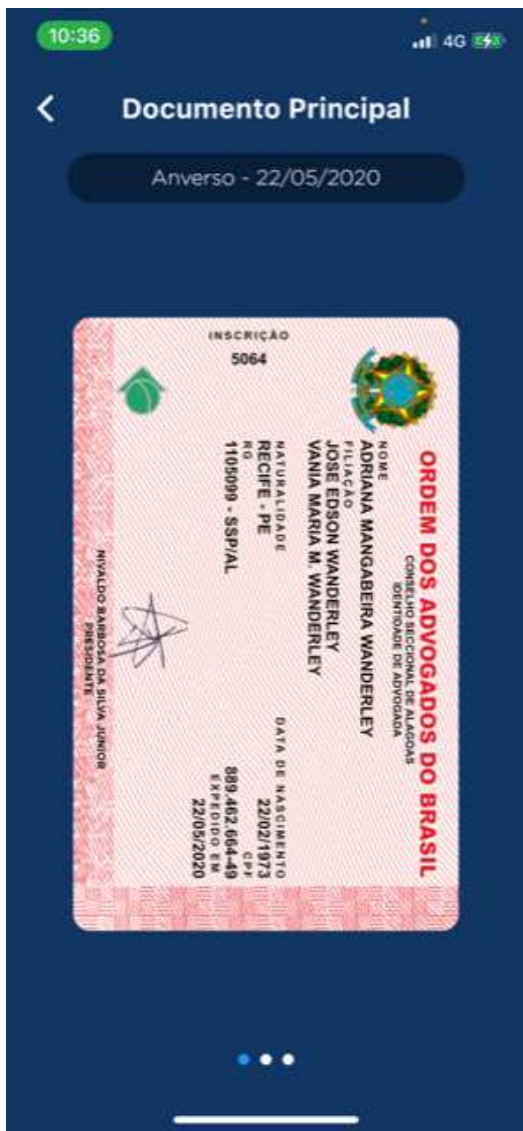 10:36
4G
Documento Principal
Anverso - 22/05/2020
ORDEM DOS ADVOGADOS DO BRASIL
CONSELHO SECCIONAL DE ALAGOAS
IDENTIDADE DE ADVOGADA
INSCRIÇÃO
5064
NOME
ADRIANA MANGABEIRA WANDERLEY
FILIAÇÃO
JOSE EDSON WANDERLEY
VANIA MARIA M. WANDERLEY
NATURALIDADE
RECIFE - PE
DATA DE NASCIMENTO
22/02/1973
RG
1105099 - SSP/AL
CPF
889.462.664-49
EXPEDIDO EM
22/05/2020
NIVALDO BARBOSA DA SILVA JUNIOR
PRESIDENTE